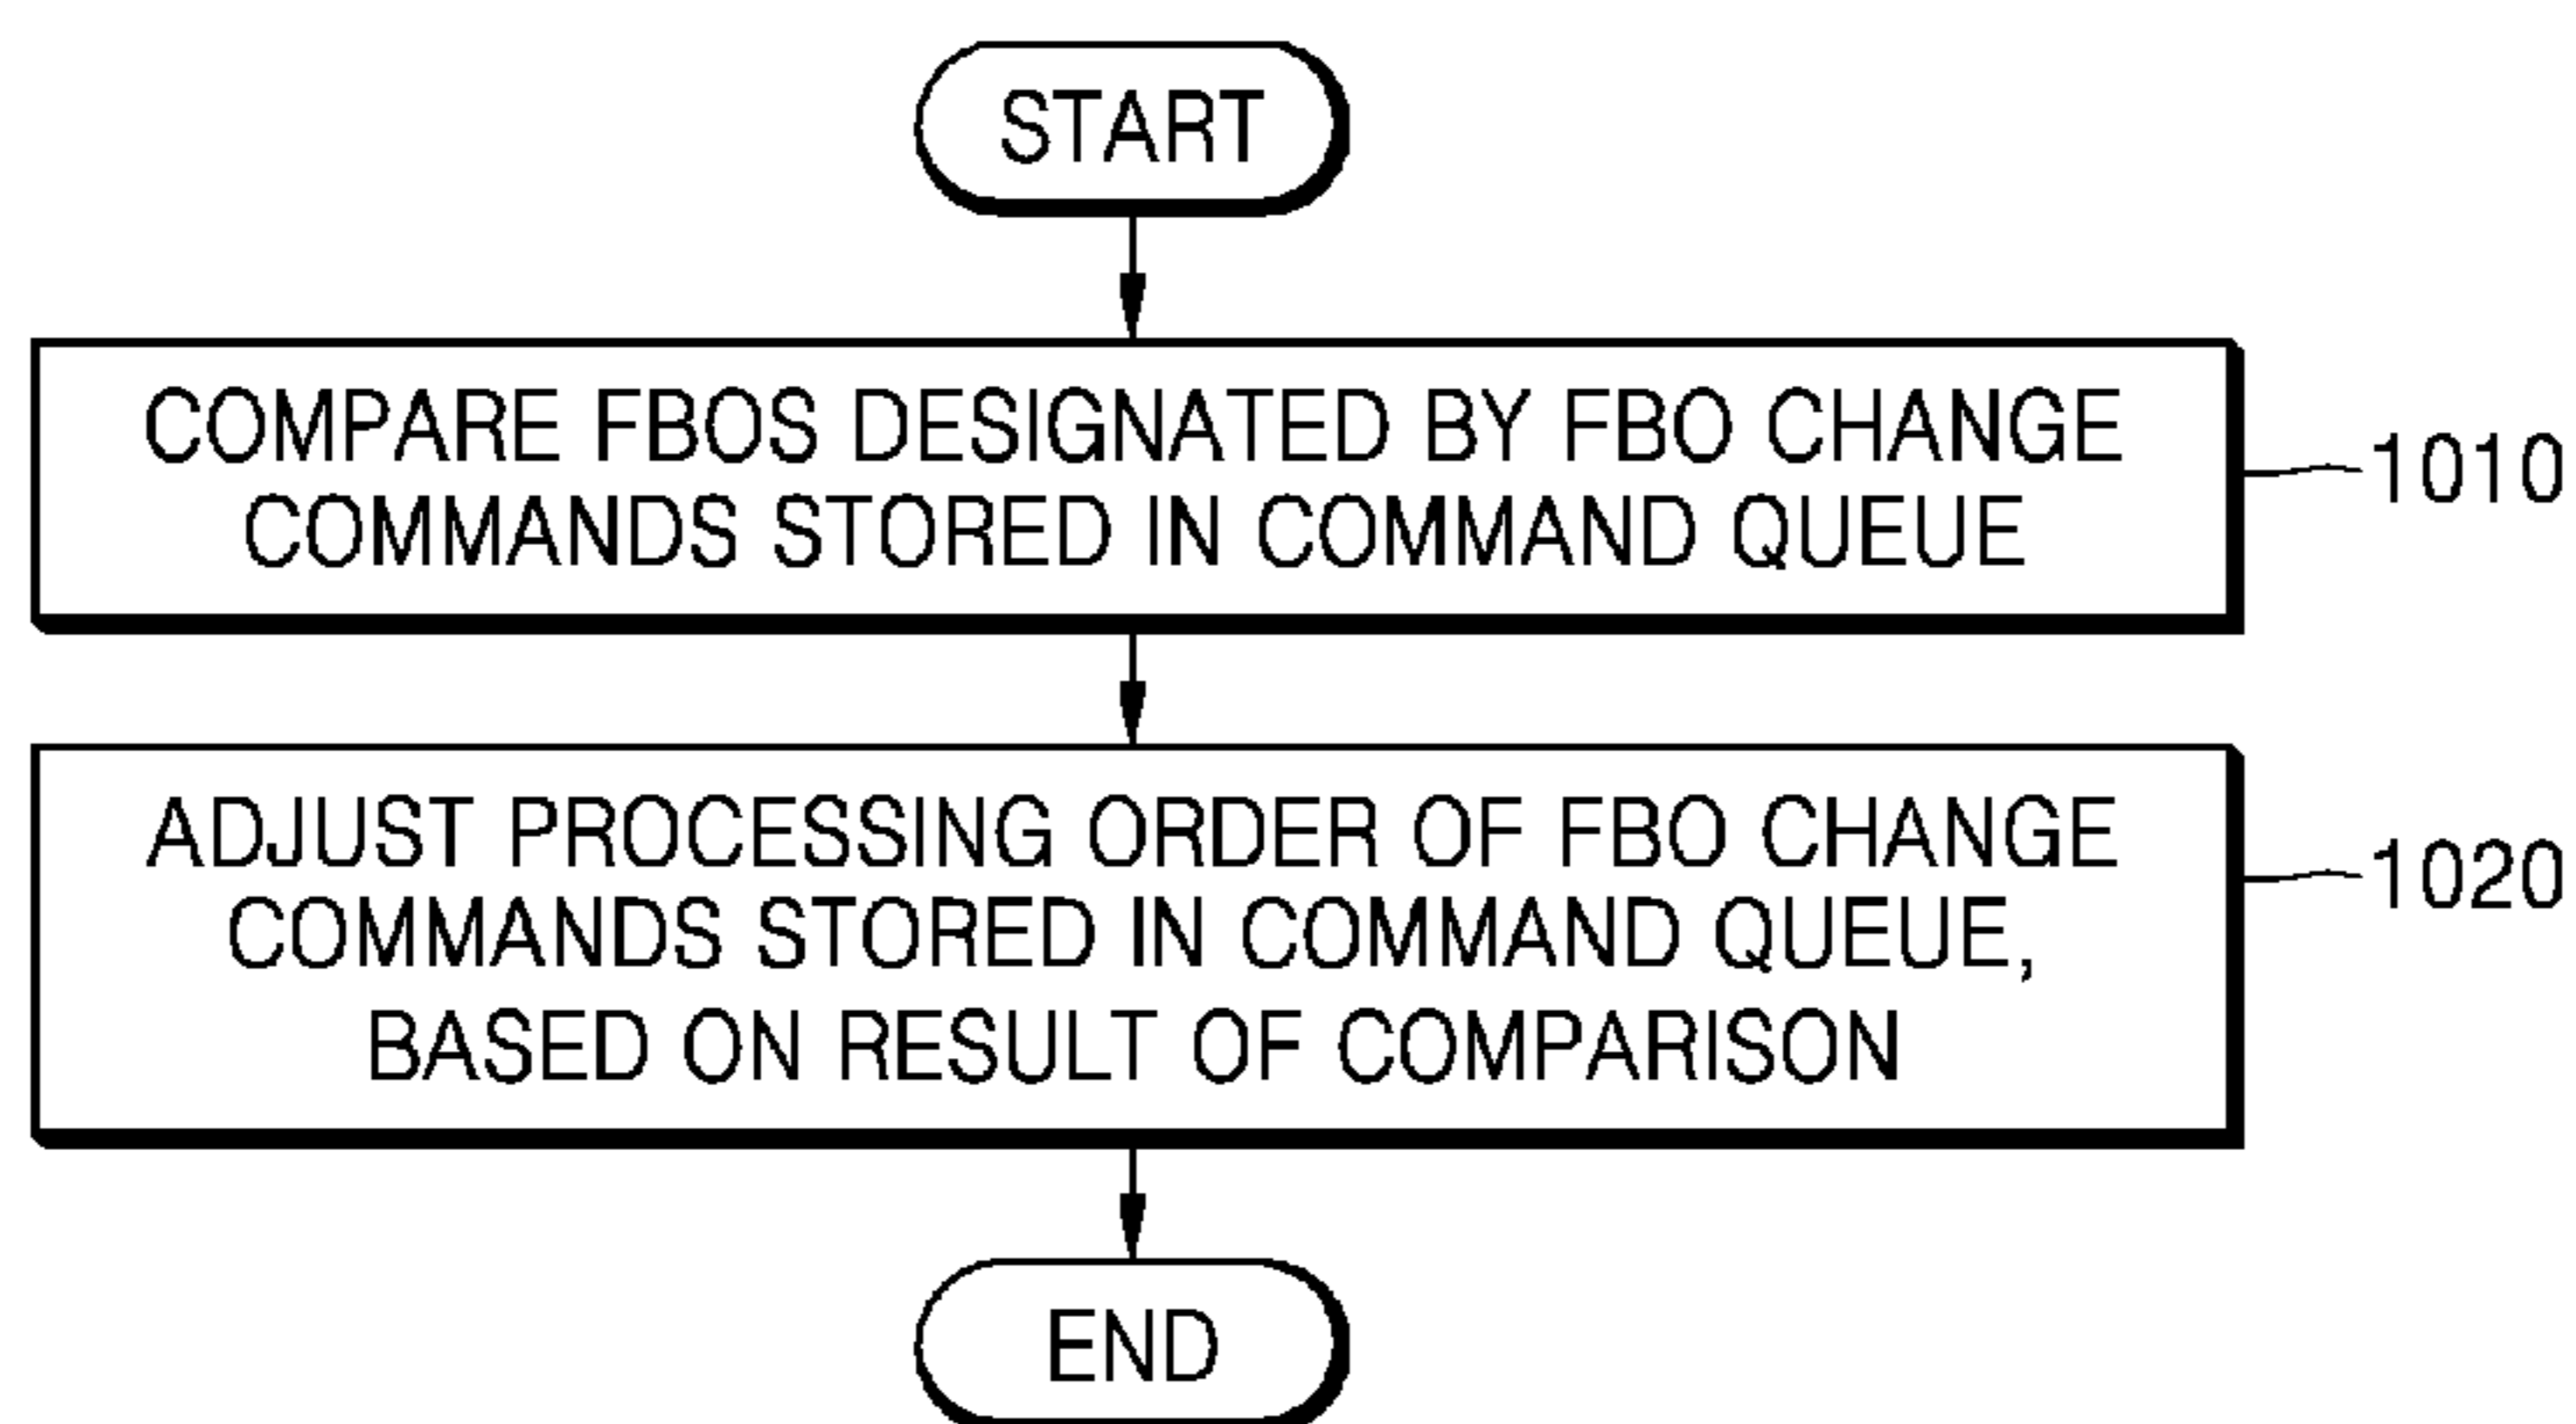 START
COMPARE FBOS DESIGNATED BY FBO CHANGE
COMMANDS STORED IN COMMAND QUEUE
1010
ADJUST PROCESSING ORDER OF FBO CHANGE
COMMANDS STORED IN COMMAND QUEUE,
BASED ON RESULT OF COMPARISON
1020
END